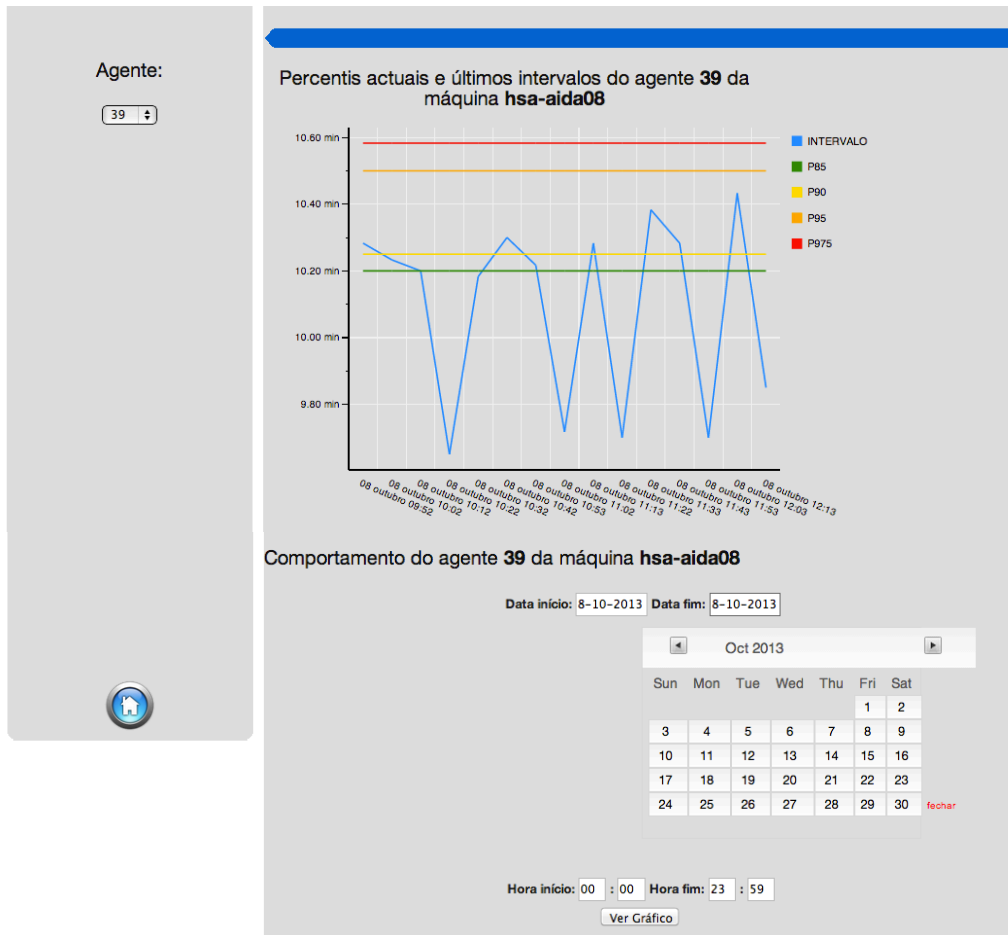 Agente:
39
Percentis actuais e últimos intervalos do agente 39 da
máquina hsa-aida08
10.60 min
10.40 min
10.20 min
10.00 min
9.80 min
INTERVALO
P85
P90
P95
P975
08 outubro 09:52
08 outubro 10:02
08 outubro 10:12
08 outubro 10:22
08 outubro 10:32
08 outubro 10:42
08 outubro 10:53
08 outubro 11:02
08 outubro 11:13
08 outubro 11:22
08 outubro 11:33
08 outubro 11:43
08 outubro 11:53
08 outubro 12:03
08 outubro 12:13
Comportamento do agente 39 da máquina hsa-aida08
Data início: 8-10-2013 Data fim: 8-10-2013
Oct 2013
Sun Mon Tue Wed Thu Fri Sat
1 2
3 4 5 6 7 8 9
10 11 12 13 14 15 16
17 18 19 20 21 22 23
24 25 26 27 28 29 30 fechar
Hora início: 00 : 00 Hora fim: 23 : 59
Ver Gráfico